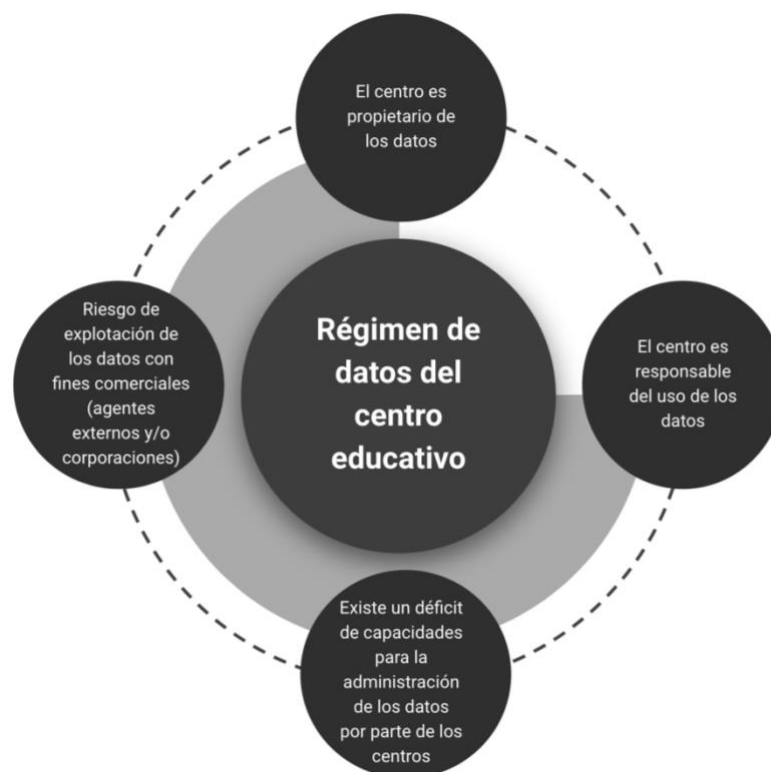 El centro es
propietario de
los datos
Riesgo de
explotación de
los datos con
fines comerciales
(agentes
externos y/o
corporaciones)
Régimen de
datos del
centro
educativo
El centro es
responsable
del uso de los
datos
Existe un déficit
de capacidades
para la
administración
de los datos
por parte de los
centros